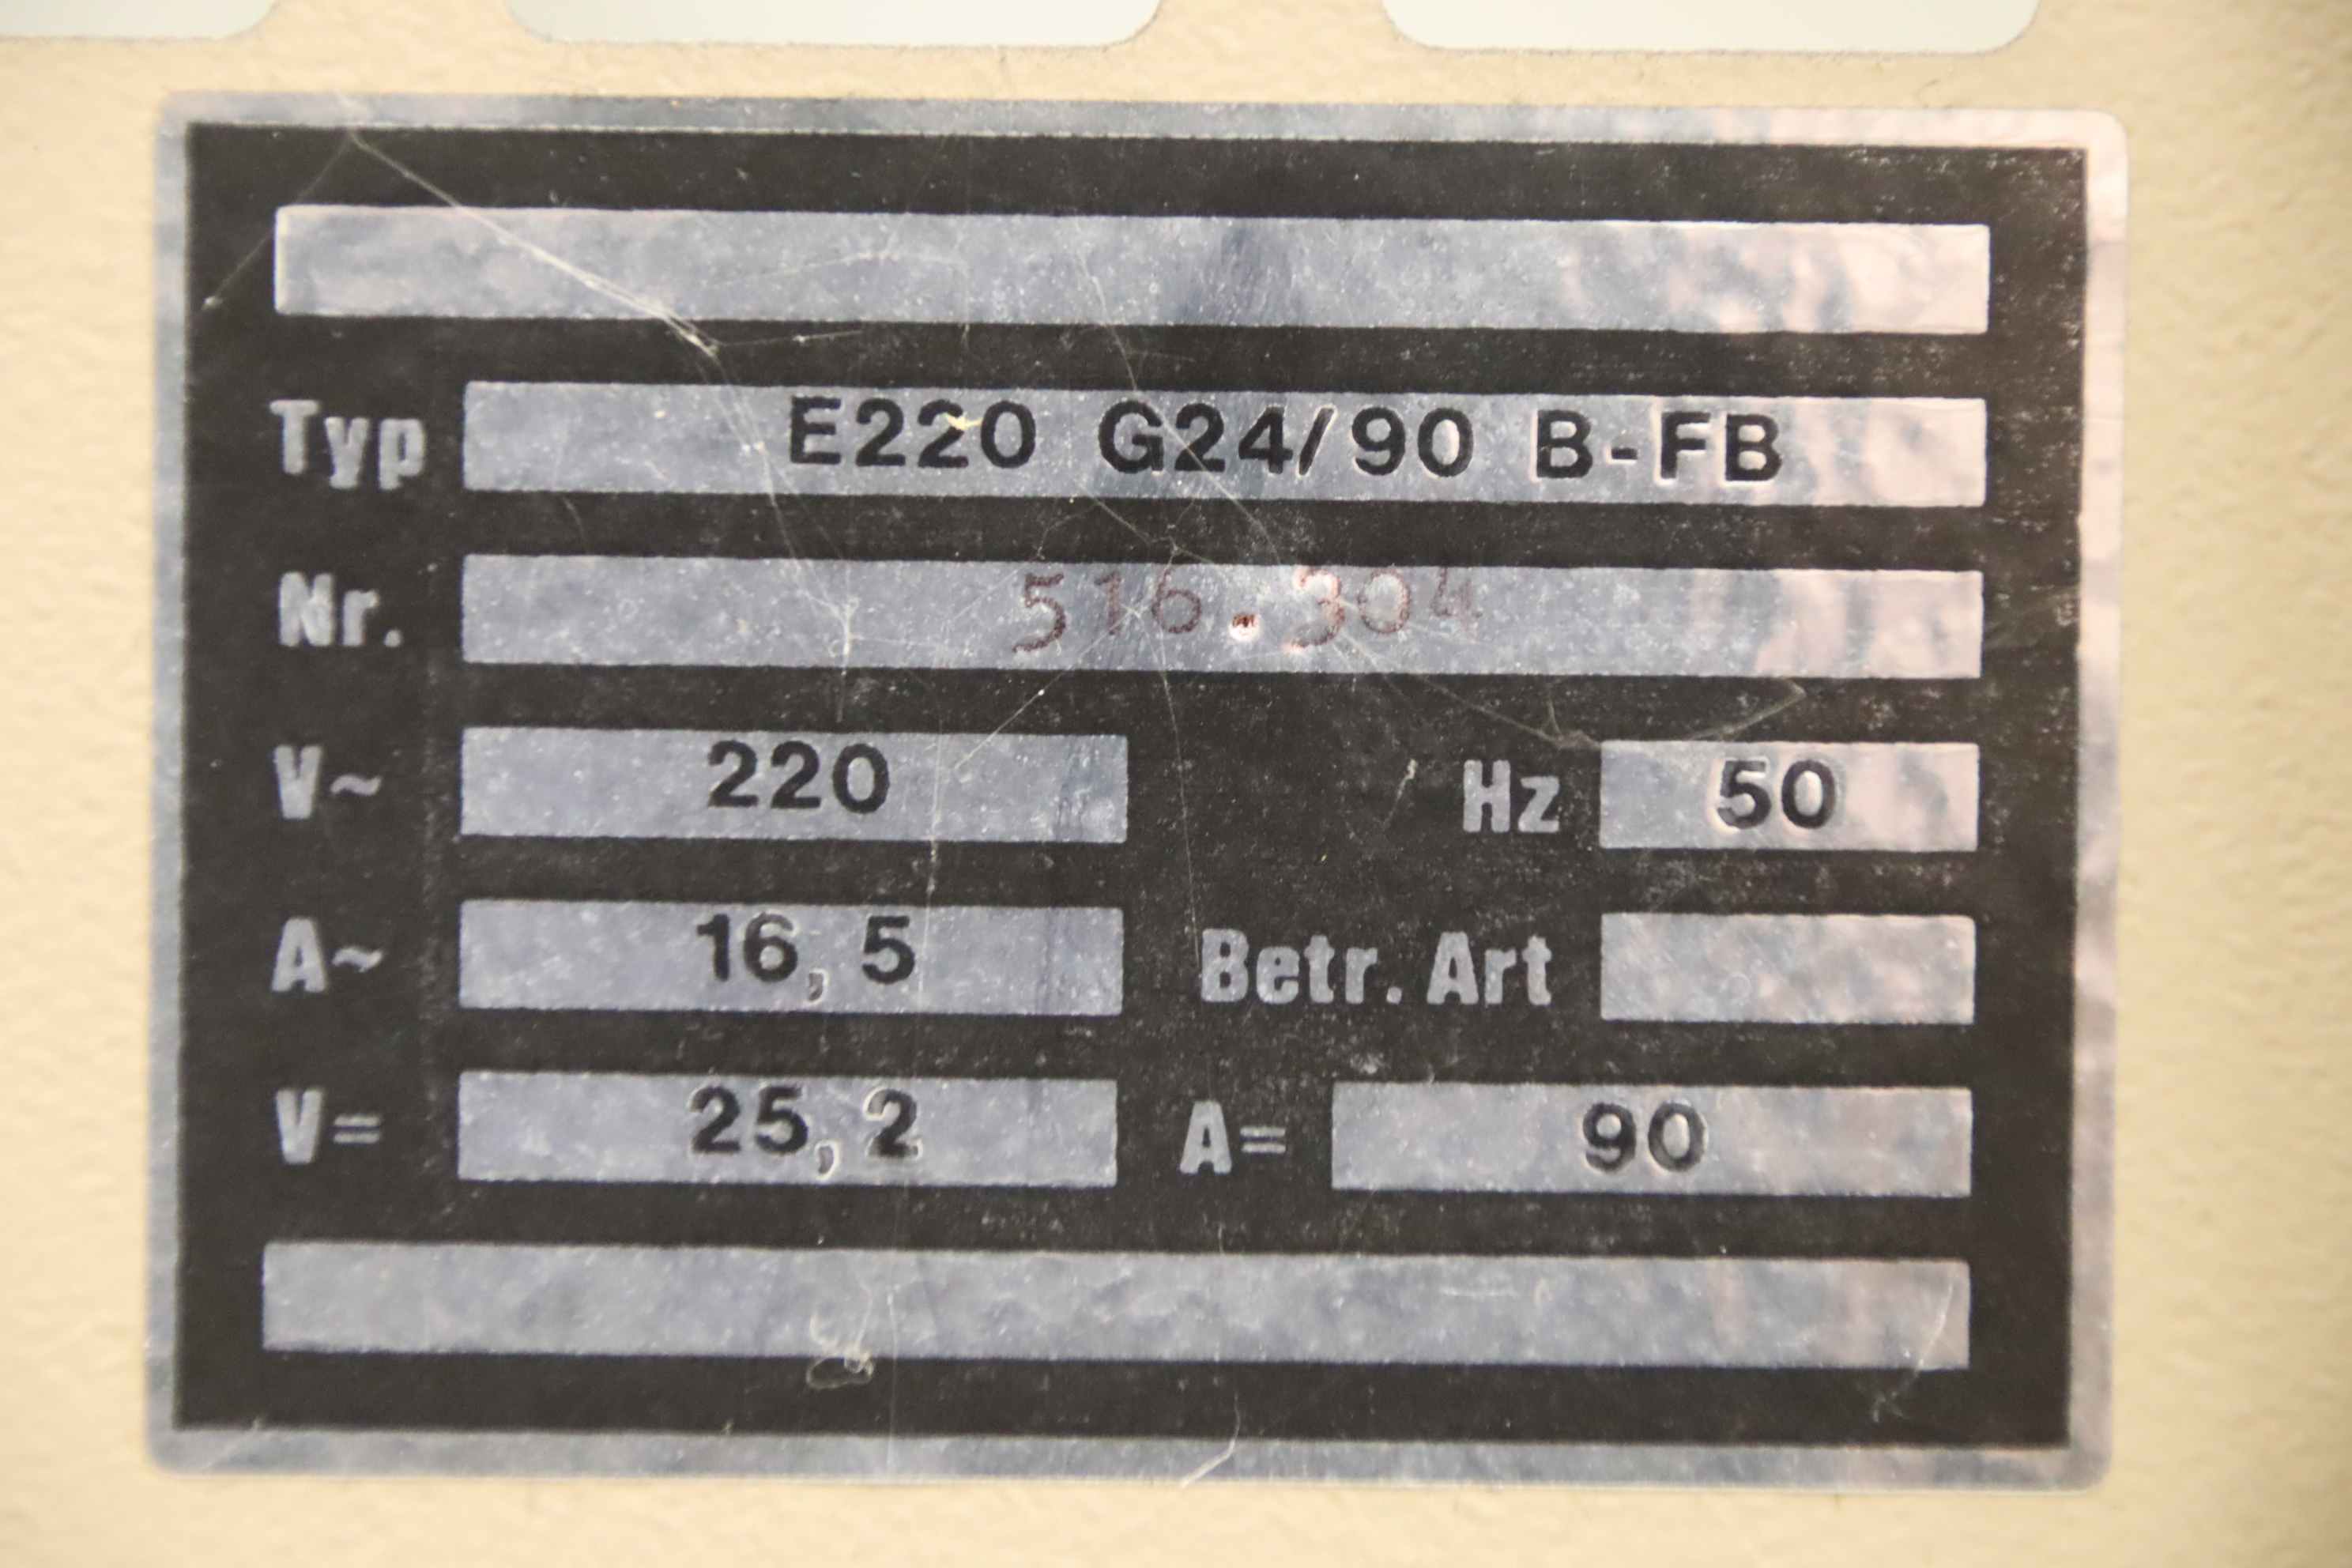 Typ E220 G24/90 B-FB
Nr. 516.304
V~ 220 Hz 50
A~ 16,5 Betr. Art
V= 25,2 A= 90